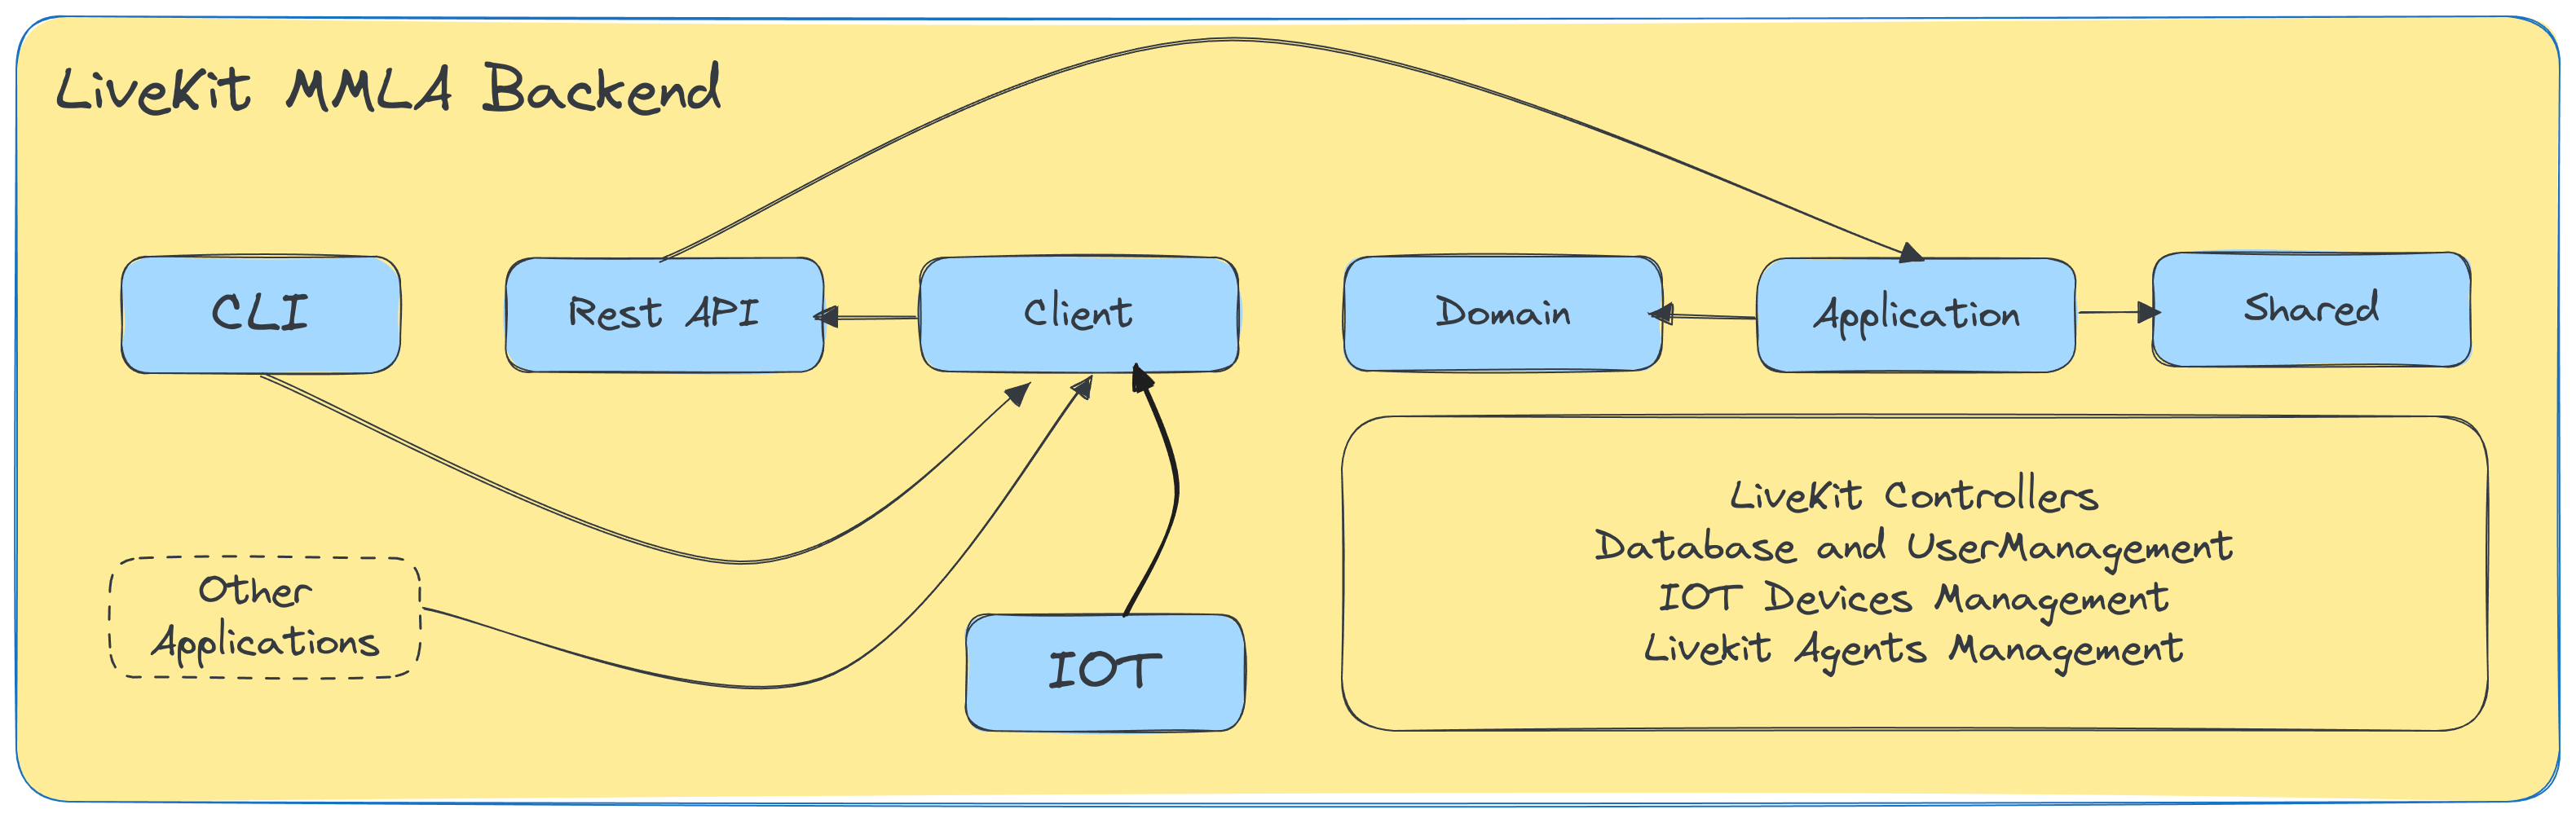 LiveKit MMLA Backend
CLI
Rest API
Client
Domain
Application
Shared
Other
Applications
IOT
LiveKit Controllers
Database and UserManagement
IOT Devices Management
Livekit Agents Management